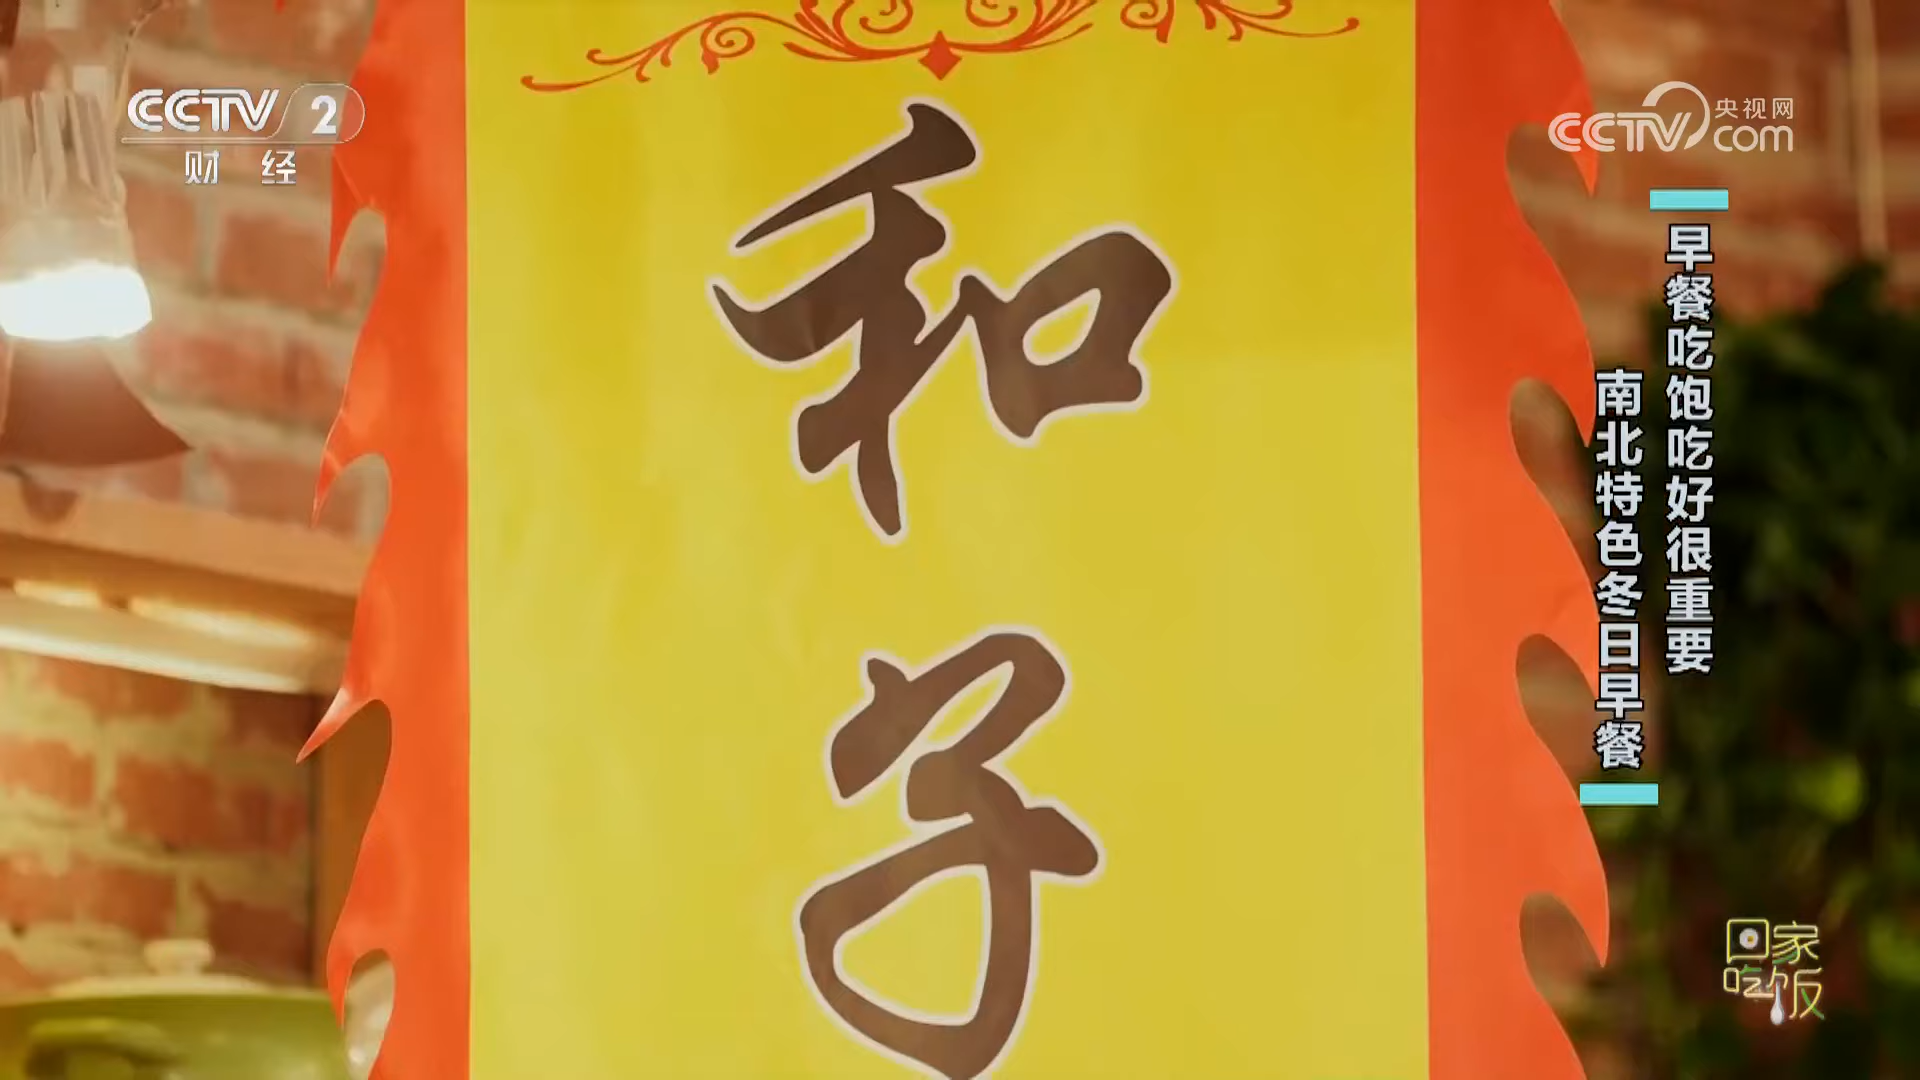 CCTV 2
财 经
央视网
CCTV.com
和
子
早餐吃饱吃好很重要
南北特色冬日早餐
回家
吃饭